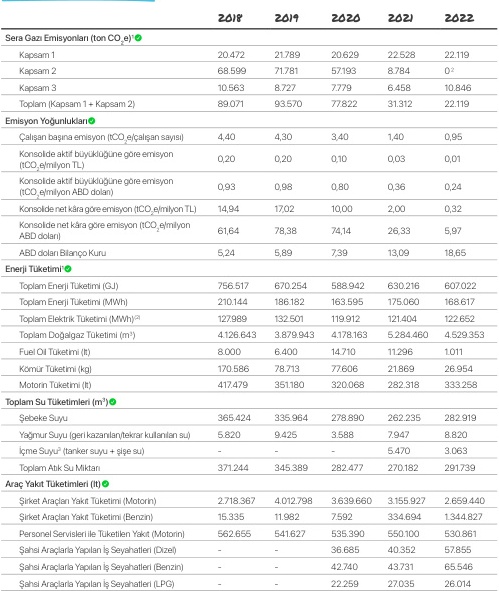 2018 2019 2020 2021 2022
Sera Gazı Emisyonları (ton CO2e)¹
Kapsam 1 20.472 21.789 20.629 22.528 22.119
Kapsam 2 68.599 71.781 57.193 8.784 0²
Kapsam 3 10.563 8.727 7.779 6.458 10.846
Toplam (Kapsam 1 + Kapsam 2) 89.071 93.570 77.822 31.312 22.119
Emisyon Yoğunlukları
Çalışan başına emisyon (tCO2e/çalışan sayısı) 4,40 4,30 3,40 1,40 0,95
Konsolide aktif büyüklüğüne göre emisyon
(tCO2e/milyon TL) 0,20 0,20 0,10 0,03 0,01
Konsolide aktif büyüklüğüne göre emisyon
(tCO2e/milyon ABD doları) 0,93 0,98 0,80 0,36 0,24
Konsolide net kâra göre emisyon (tCO2e/milyon TL) 14,94 17,02 10,00 2,00 0,32
Konsolide net kâra göre emisyon (tCO2e/milyon
ABD doları) 61,64 78,38 74,14 26,33 5,97
ABD doları Bilanço Kuru 5,24 5,89 7,39 13,09 18,65
Enerji Tüketimi¹
Toplam Enerji Tüketimi (GJ) 756.517 670.254 588.942 630.216 607.022
Toplam Enerji Tüketimi (MWh) 210.144 186.182 163.595 175.060 168.617
Toplam Elektrik Tüketimi (MWh)⁽²⁾ 127.989 132.501 119.912 121.404 122.652
Toplam Doğalgaz Tüketimi (m³) 4.126.643 3.879.943 4.178.163 5.284.460 4.529.353
Fuel Oil Tüketimi (lt) 8.000 6.400 14.710 11.296 1.011
Kömür Tüketimi (kg) 170.586 78.713 77.606 21.869 26.954
Motorin Tüketimi (lt) 417.479 351.180 320.068 282.318 333.258
Toplam Su Tüketimleri (m³)
Şebeke Suyu 365.424 335.964 278.890 262.235 282.919
Yağmur Suyu (geri kazanılan/tekrar kullanılan su) 5.820 9.425 3.588 7.947 8.820
İçme Suyu³ (tanker suyu + şişe su) - - - 5.470 3.063
Toplam Atık Su Miktarı 371.244 345.389 282.477 270.182 291.739
Araç Yakıt Tüketimleri (lt)
Şirket Araçları Yakıt Tüketimi (Motorin) 2.718.367 4.012.798 3.639.660 3.155.927 2.659.440
Şirket Araçları Yakıt Tüketimi (Benzin) 15.335 11.982 7.592 334.694 1.344.827
Personel Servisleri ile Tüketilen Yakıt (Motorin) 562.655 541.627 535.390 550.100 530.861
Şahsi Araçlarla Yapılan İş Seyahatleri (Dizel) - - 36.685 40.352 57.855
Şahsi Araçlarla Yapılan İş Seyahatleri (Benzin) - - 42.740 43.731 65.546
Şahsi Araçlarla Yapılan İş Seyahatleri (LPG) - - 22.259 27.035 26.014